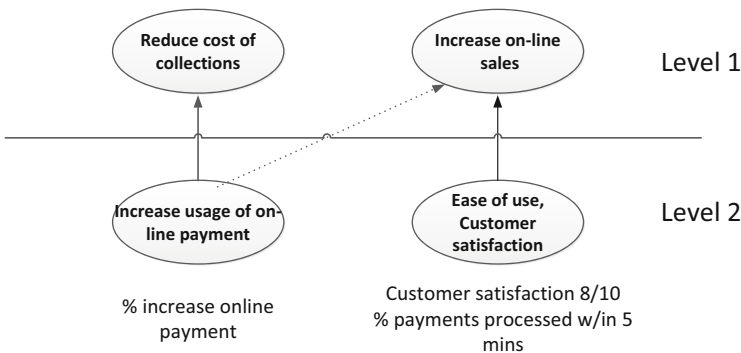 Reduce cost of
collections
Increase on-line
sales
Level 1
Increase usage of on-
line payment
Ease of use,
Customer
satisfaction
Level 2
% increase online
payment
Customer satisfaction 8/10
% payments processed w/in 5
mins